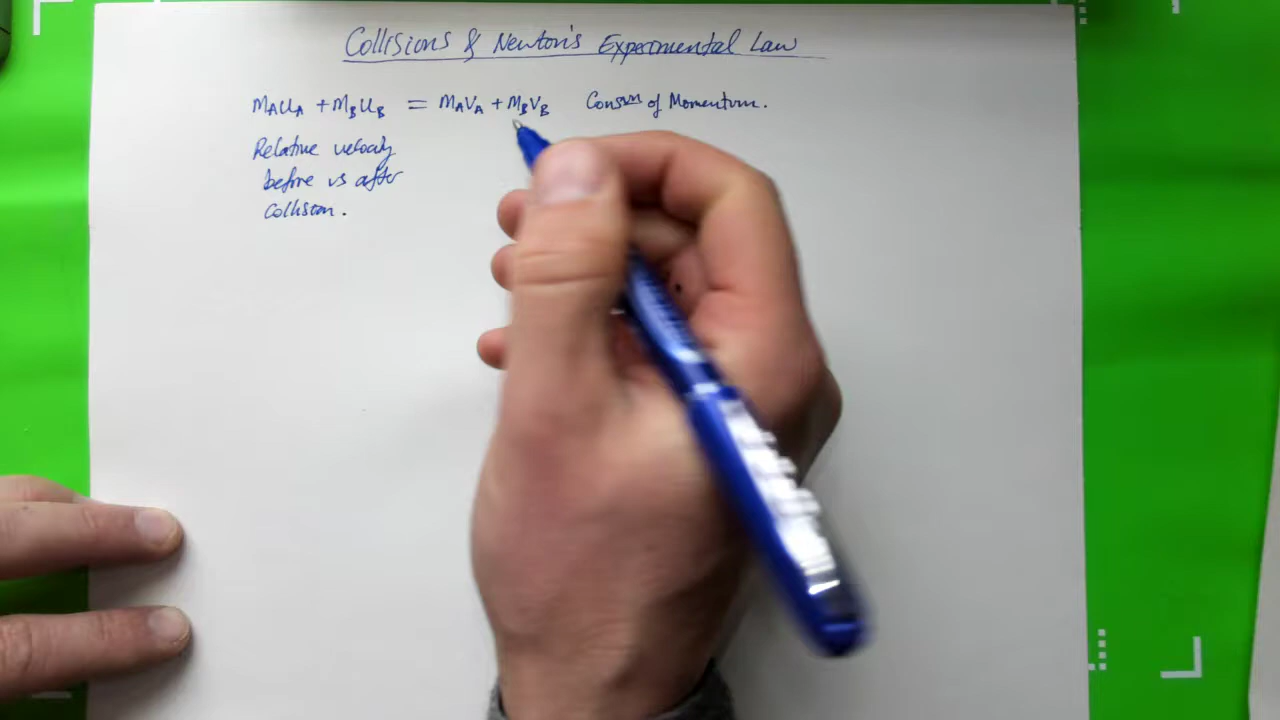 Collisions & Newton's Experimental Law
MAUA + MBUB = MAVA + MBVB Consvn of Momentum.
Relative velocity
before vs after
Collision.